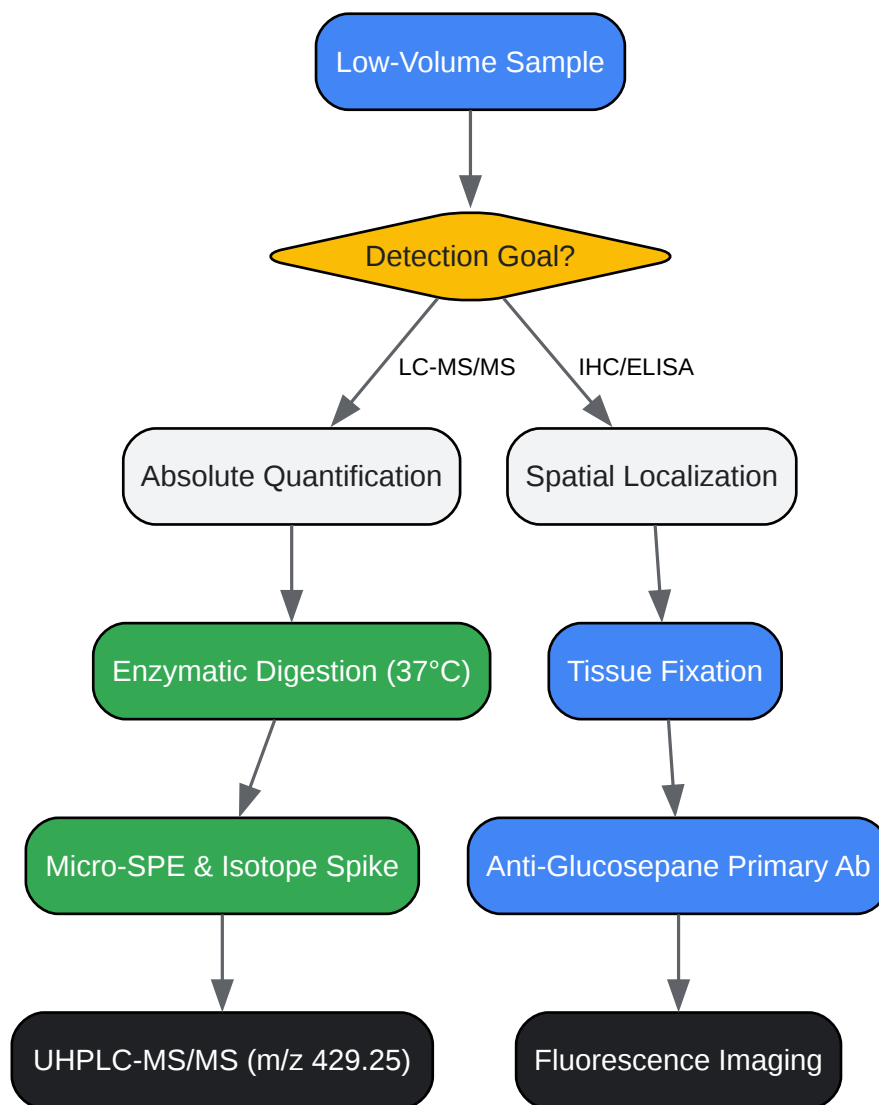 Low-Volume Sample
Detection Goal?
LC-MS/MS
IHC/ELISA
Absolute Quantification
Spatial Localization
Enzymatic Digestion (37°C)
Tissue Fixation
Micro-SPE & Isotope Spike
Anti-Glucosepane Primary Ab
UHPLC-MS/MS (m/z 429.25)
Fluorescence Imaging